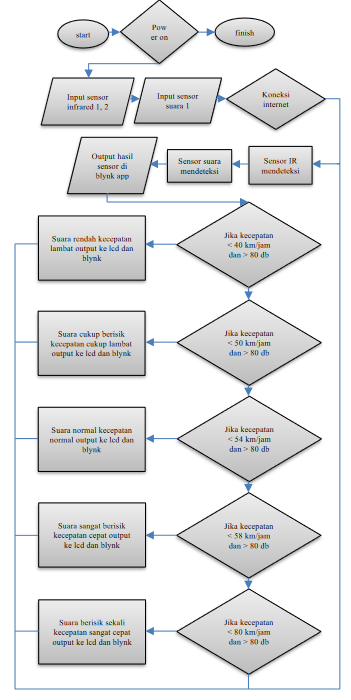 start
Pow
er on
finish
Input sensor
infrared 1, 2
Input sensor
suara 1
Koneksi
internet
Output hasil
sensor di
blynk app
Sensor suara
mendeteksi
Sensor IR
mendeteksi
Suara rendah kecepatan
lambat output ke lcd dan
blynk
Jika kecepatan
< 40 km/jam
dan > 80 db
Suara cukup berisik
kecepatan cukup lambat
output ke lcd dan blynk
Jika kecepatan
< 50 km/jam
dan > 80 db
Suara normal kecepatan
normal output ke lcd dan
blynk
Jika kecepatan
< 54 km/jam
dan > 80 db
Suara sangat berisik
kecepatan cepat output
ke lcd dan blynk
Jika kecepatan
< 58 km/jam
dan > 80 db
Suara berisik sekali
kecepatan sangat cepat
output ke lcd dan blynk
Jika kecepatan
< 80 km/jam
dan > 80 db